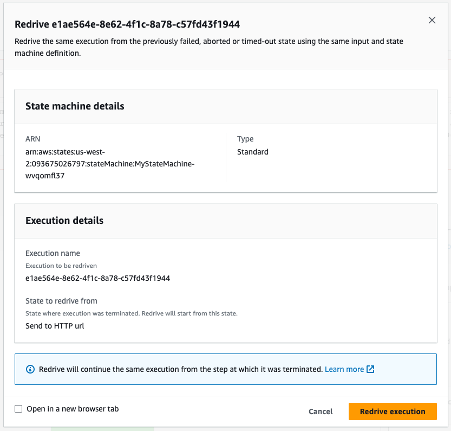 Redrive e1ae564e-8e62-4f1c-8a78-c57fd43f1944
Redrive the same execution from the previously failed, aborted or timed-out state using the same input and state
machine definition.
State machine details
ARN
arn:aws:states:us-west-
2:093675026797:stateMachine:MyStateMachine-
wvqomfl37
Type
Standard
Execution details
Execution name
Execution to be redriven
e1ae564e-8e62-4f1c-8a78-c57fd43f1944
State to redrive from
State where execution was terminated. Redrive will start from this state.
Send to HTTP url
Redrive will continue the same execution from the step at which it was terminated. Learn more
Open in a new browser tab
Cancel
Redrive execution